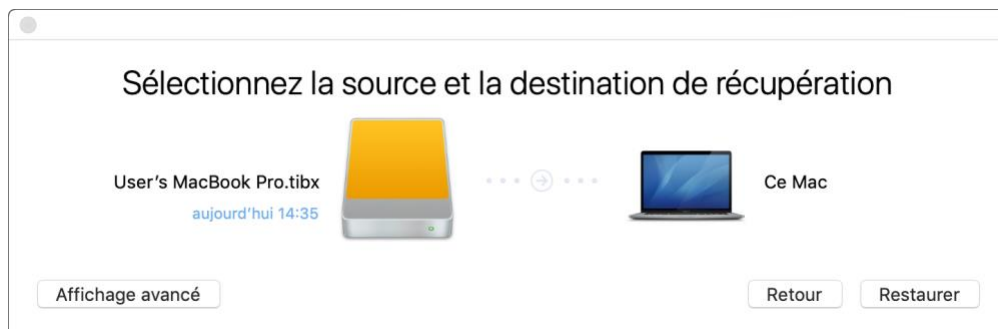 Sélectionnez la source et la destination de récupération
User's MacBook Pro.tibx
aujourd'hui 14:35
Ce Mac
Affichage avancé
Retour
Restaurer